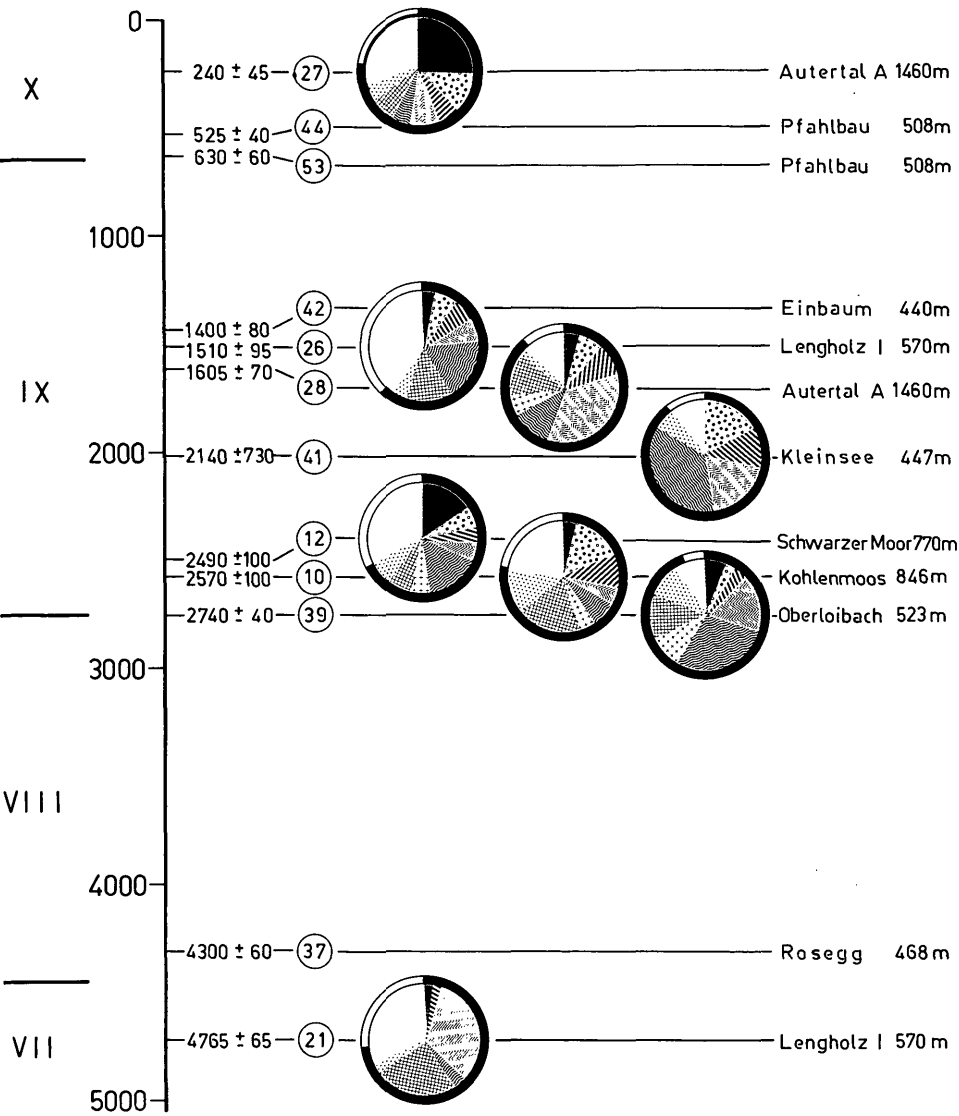 0
X
240 ± 45 27 Autertal A 1460m
525 ± 40 44 Pfahlbau 508m
630 ± 60 53 Pfahlbau 508m
1000
42 Einbaum 440m
1400 ± 80
1510 ± 95 26 Lengholz I 570m
1605 ± 70
IX
28 Autertal A 1460m
2000
2140 ±730 41 Kleinsee 447m
12 Schwarzer Moor 770m
2490 ±100
2570 ±100 10 Kohlenmoos 846m
2740 ± 40 39 Oberloibach 523m
3000
VIII
4000
4300 ± 60 37 Rosegg 468m
VII
4765 ± 65 21 Lengholz I 570m
5000